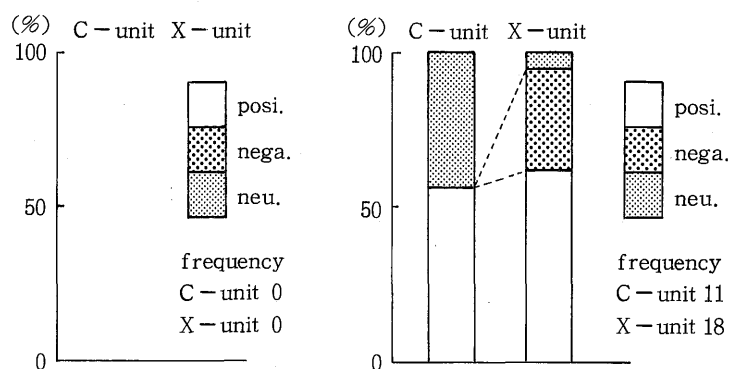 (%)
C－unit X－unit
100
50
0
posi.
nega.
neu.
frequency
C－unit 0
X－unit 0
(%)
C－unit X－unit
100
50
0
posi.
nega.
neu.
frequency
C－unit 11
X－unit 18